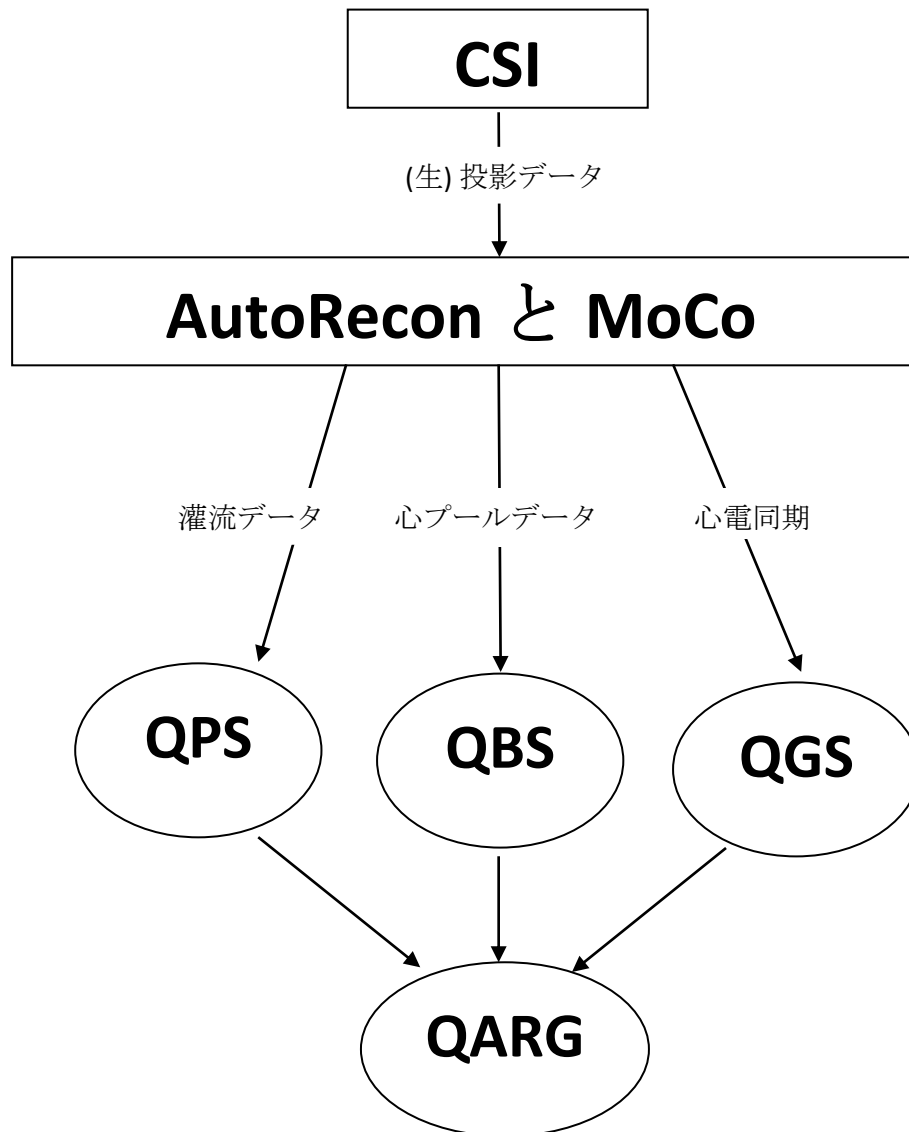 CSI
(生) 投影データ
AutoRecon と MoCo
灌流データ
心プールデータ
心電同期
QPS
QBS
QGS
QARG